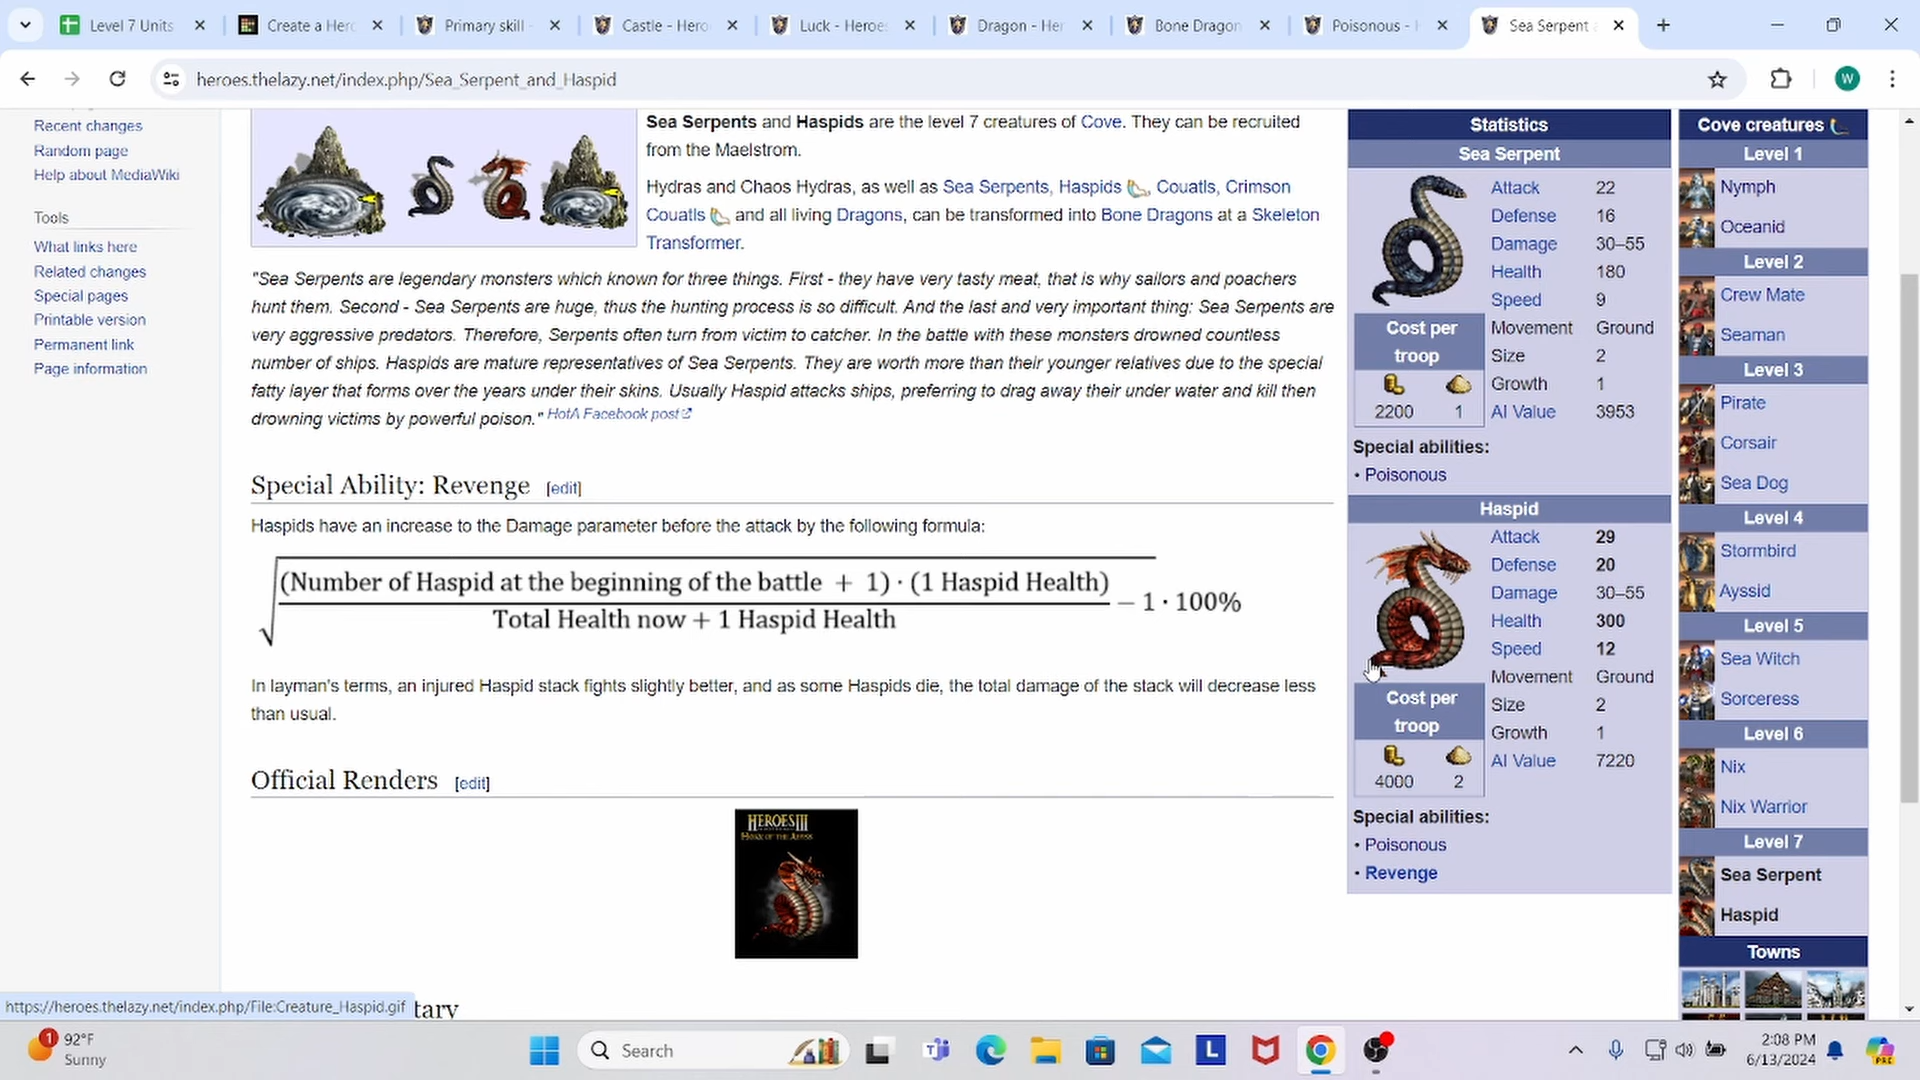 Level 7 Units
Create a Hero
Primary skill -
Castle - Hero
Luck - Heroe
Dragon - Her
Bone Dragon
Poisonous - H
Sea Serpent a
heroes.thelazy.net/index.php/Sea_Serpent_and_Haspid
W
Recent changes
Random page
Help about MediaWiki
Tools
What links here
Related changes
Special pages
Printable version
Permanent link
Page information
Sea Serpents and Haspids are the level 7 creatures of Cove. They can be recruited
from the Maelstrom.
Hydras and Chaos Hydras, as well as Sea Serpents, Haspids, Couatls, Crimson
Couatls and all living Dragons, can be transformed into Bone Dragons at a Skeleton
Transformer.
"Sea Serpents are legendary monsters which known for three things. First - they have very tasty meat, that is why sailors and poachers
hunt them. Second - Sea Serpents are huge, thus the hunting process is so difficult. And the last and very important thing: Sea Serpents are
very aggressive predators. Therefore, Serpents often turn from victim to catcher. In the battle with these monsters drowned countless
number of ships. Haspids are mature representatives of Sea Serpents. They are worth more than their younger relatives due to the special
fatty layer that forms over the years under their skins. Usually Haspid attacks ships, preferring to drag away their under water and kill then
drowning victims by powerful poison." HotA Facebook post
Special Ability: Revenge [edit]
Haspids have an increase to the Damage parameter before the attack by the following formula:
(Number of Haspid at the beginning of the battle + 1) · (1 Haspid Health)
Total Health now + 1 Haspid Health
− 1 · 100%
In layman's terms, an injured Haspid stack fights slightly better, and as some Haspids die, the total damage of the stack will decrease less
than usual.
Official Renders [edit]
HEROES III
HORN OF THE ABYSS
tary
https://heroes.thelazy.net/index.php/File:Creature_Haspid.gif
Statistics
Sea Serpent
Attack 22
Defense 16
Damage 30–55
Health 180
Speed 9
Movement Ground
Size 2
Growth 1
AI Value 3953
Cost per
troop
2200 1
Special abilities:
• Poisonous
Haspid
Attack 29
Defense 20
Damage 30–55
Health 300
Speed 12
Movement Ground
Size 2
Growth 1
AI Value 7220
Cost per
troop
4000 2
Special abilities:
• Poisonous
• Revenge
Cove creatures
Level 1
Nymph
Oceanid
Level 2
Crew Mate
Seaman
Level 3
Pirate
Corsair
Sea Dog
Level 4
Stormbird
Ayssid
Level 5
Sea Witch
Sorceress
Level 6
Nix
Nix Warrior
Level 7
Sea Serpent
Haspid
Towns
1
92°F
Sunny
Search
L
2:08 PM
6/13/2024
PRE